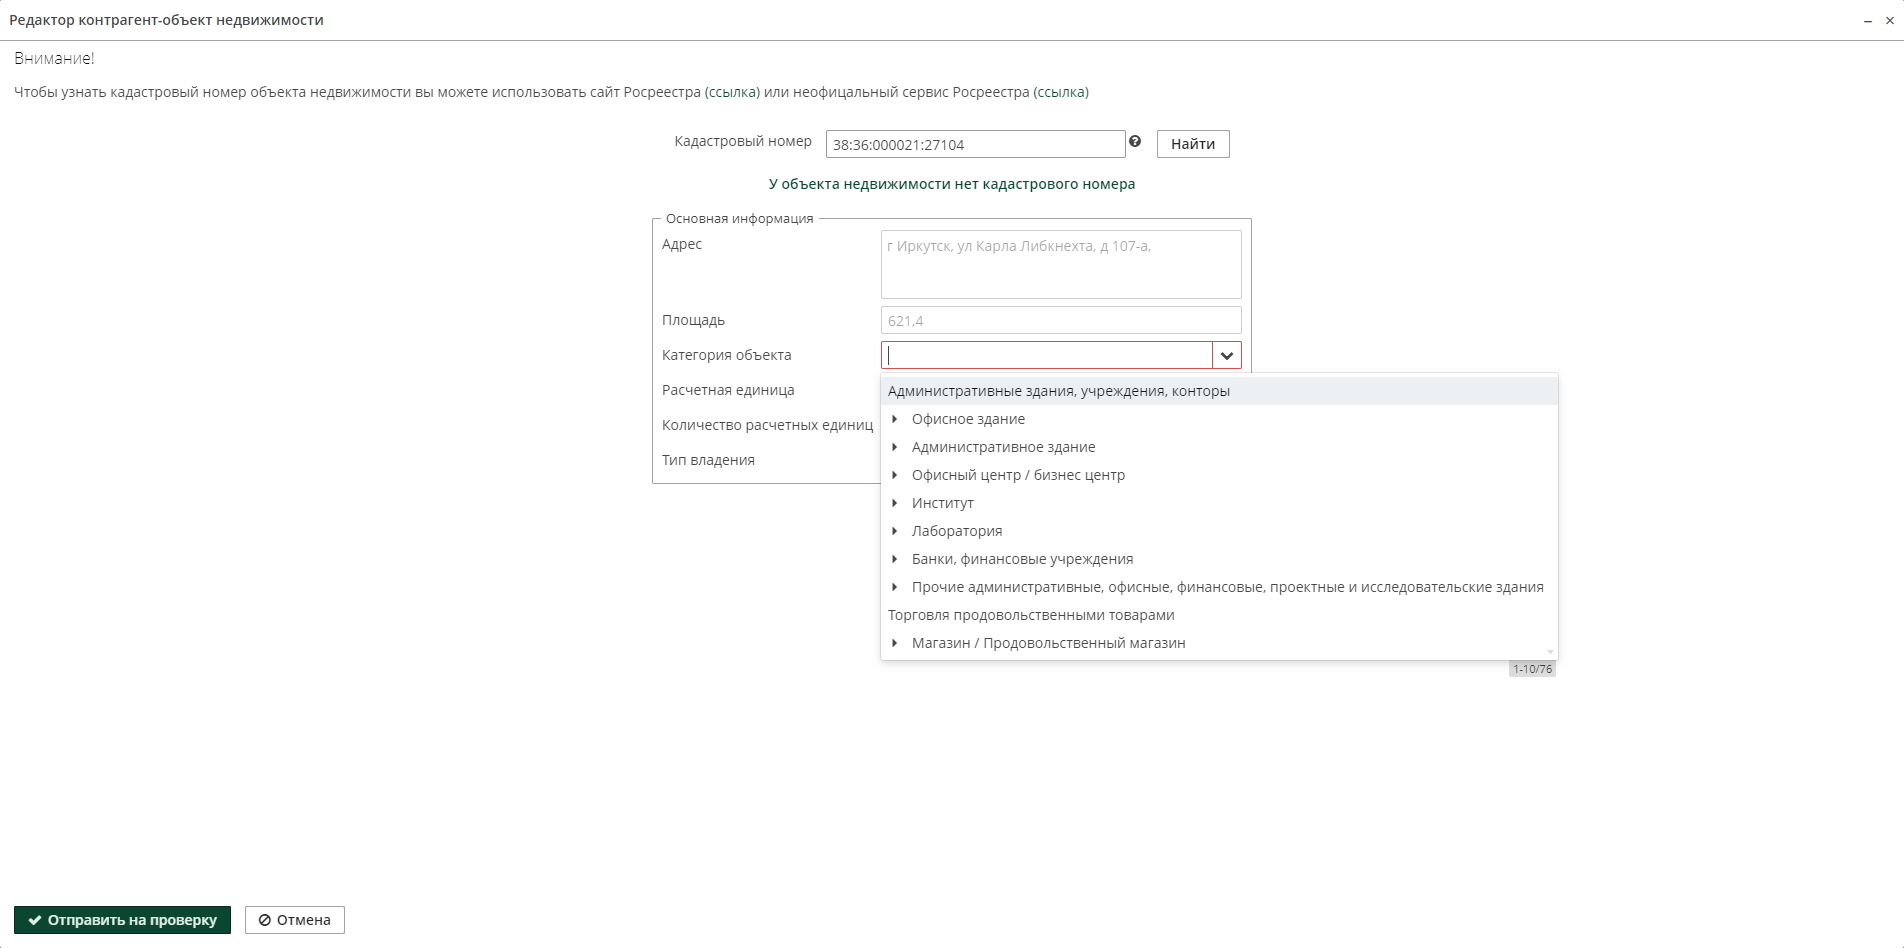 Редактор контрагент-объект недвижимости
Внимание!
Чтобы узнать кадастровый номер объекта недвижимости вы можете использовать сайт Росреестра (ссылка) или неофицальный сервис Росреестра (ссылка)
Кадастровый номер 38:36:000021:27104 Найти
У объекта недвижимости нет кадастрового номера
Основная информация
Адрес г Иркутск, ул Карла Либкнехта, д 107-а,
Площадь 621,4
Категория объекта
Расчетная единица
Количество расчетных единиц
Тип владения
Административные здания, учреждения, конторы
Офисное здание
Административное здание
Офисный центр / бизнес центр
Институт
Лаборатория
Банки, финансовые учреждения
Прочие административные, офисные, финансовые, проектные и исследовательские здания
Торговля продовольственными товарами
Магазин / Продовольственный магазин
1-10/76
Отправить на проверку Отмена